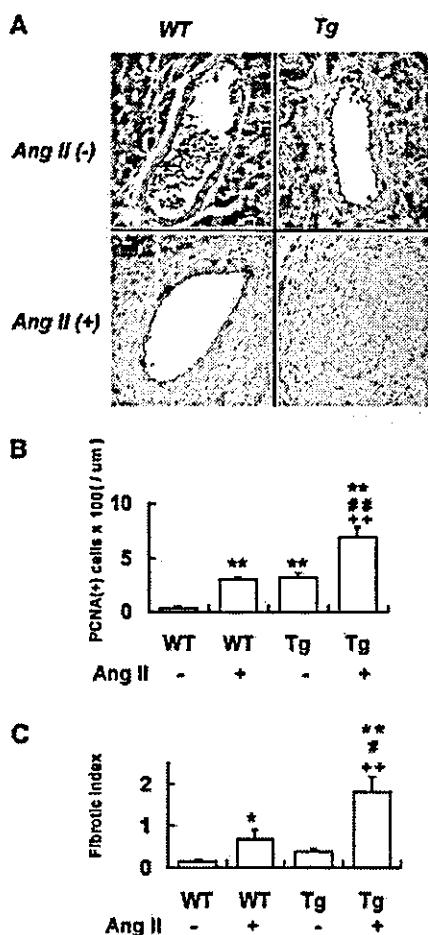 A
WT Tg
Ang II (-)
Ang II (+)
B
PCNA(+) cells x 100( / um)
10
5
0
** ** **
##
++
WT WT Tg Tg
Ang II - + - +
C
Fibrotic index
2
1
0
* **
#
++
WT WT Tg Tg
Ang II - + - +